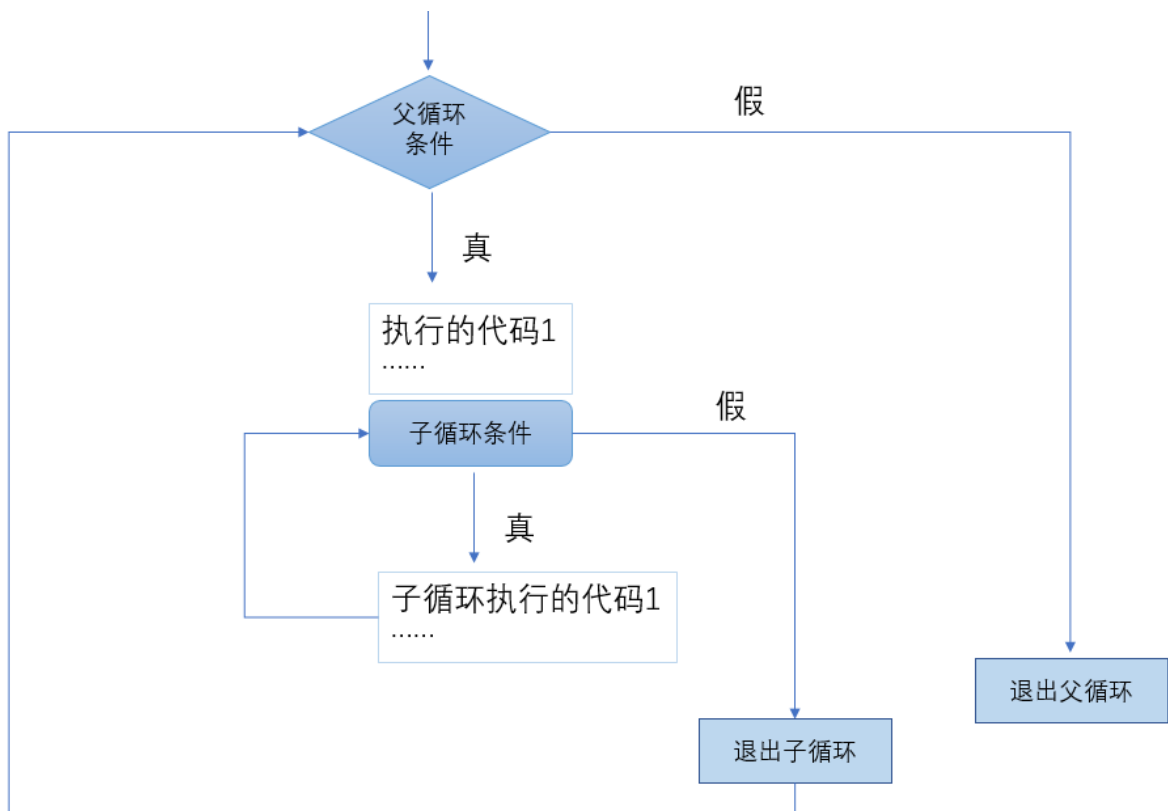 父循环
条件
假
真
执行的代码1
……
子循环条件
假
真
子循环执行的代码1
……
退出父循环
退出子循环